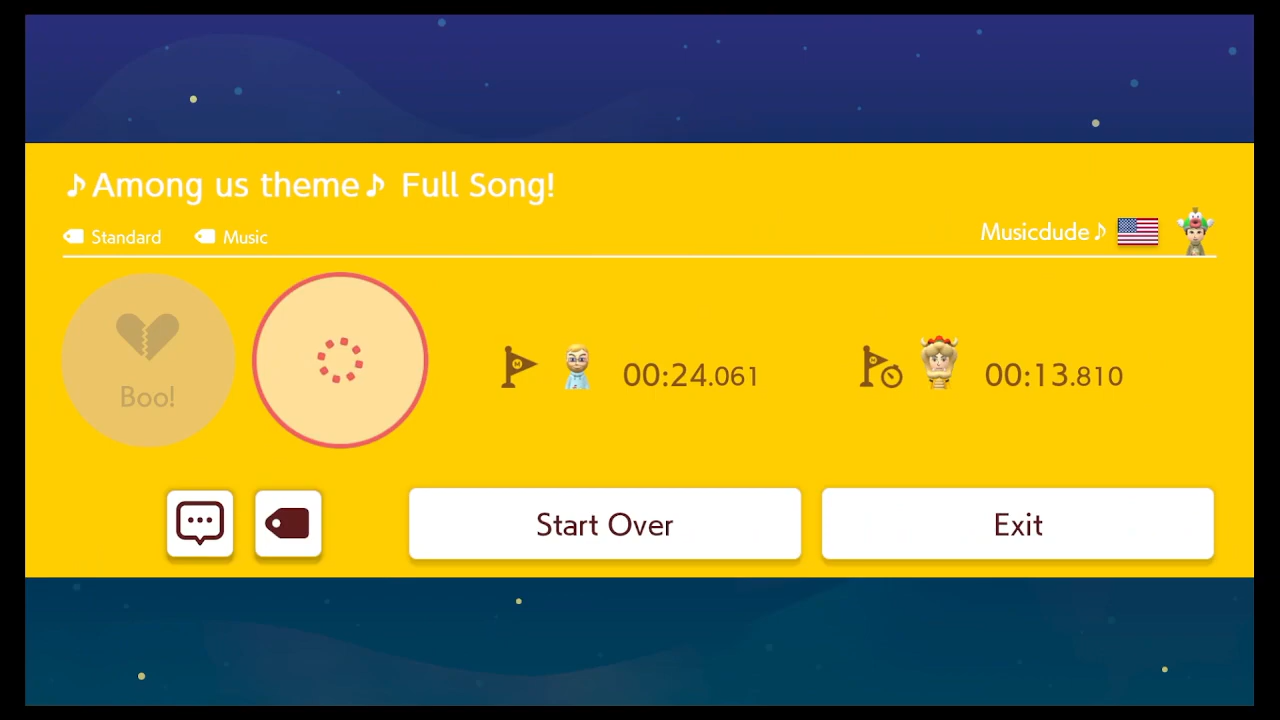 ♪Among us theme♪ Full Song!
Standard Music
Musicdude♪
Boo!
00:24.061
00:13.810
Start Over
Exit